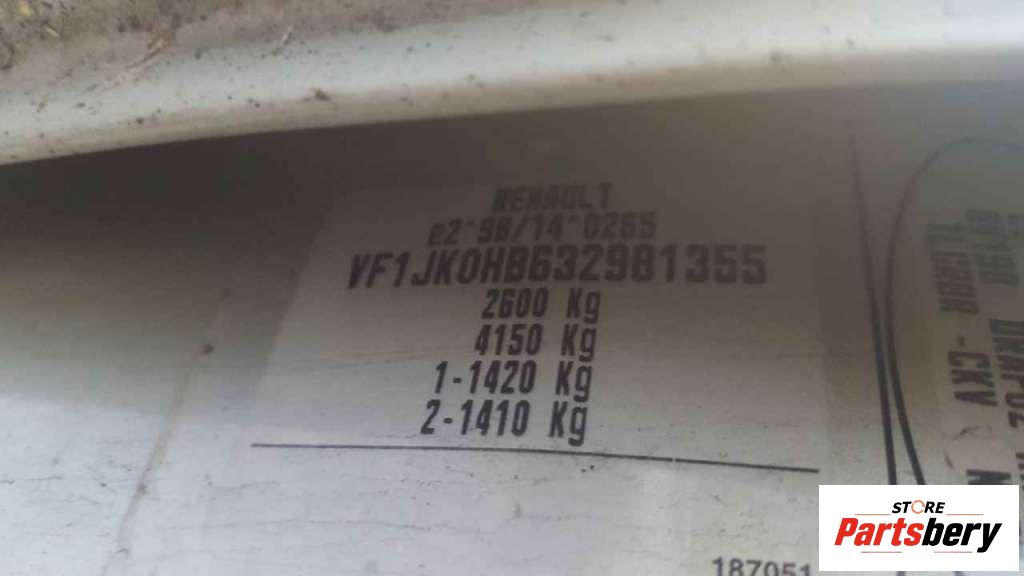 RENAULT
e2*98/14*0265
VF1JK0HB632981355
2600 Kg
4150 Kg
1-1420 Kg
2-1410 Kg
-CKV N
187051
STORE
Partsbery